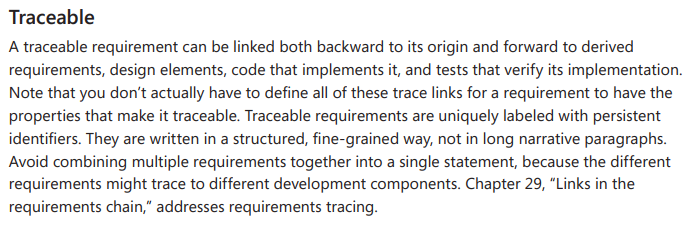 Traceable
A traceable requirement can be linked both backward to its origin and forward to derived
requirements, design elements, code that implements it, and tests that verify its implementation.
Note that you don’t actually have to define all of these trace links for a requirement to have the
properties that make it traceable. Traceable requirements are uniquely labeled with persistent
identifiers. They are written in a structured, fine-grained way, not in long narrative paragraphs.
Avoid combining multiple requirements together into a single statement, because the different
requirements might trace to different development components. Chapter 29, “Links in the
requirements chain,” addresses requirements tracing.